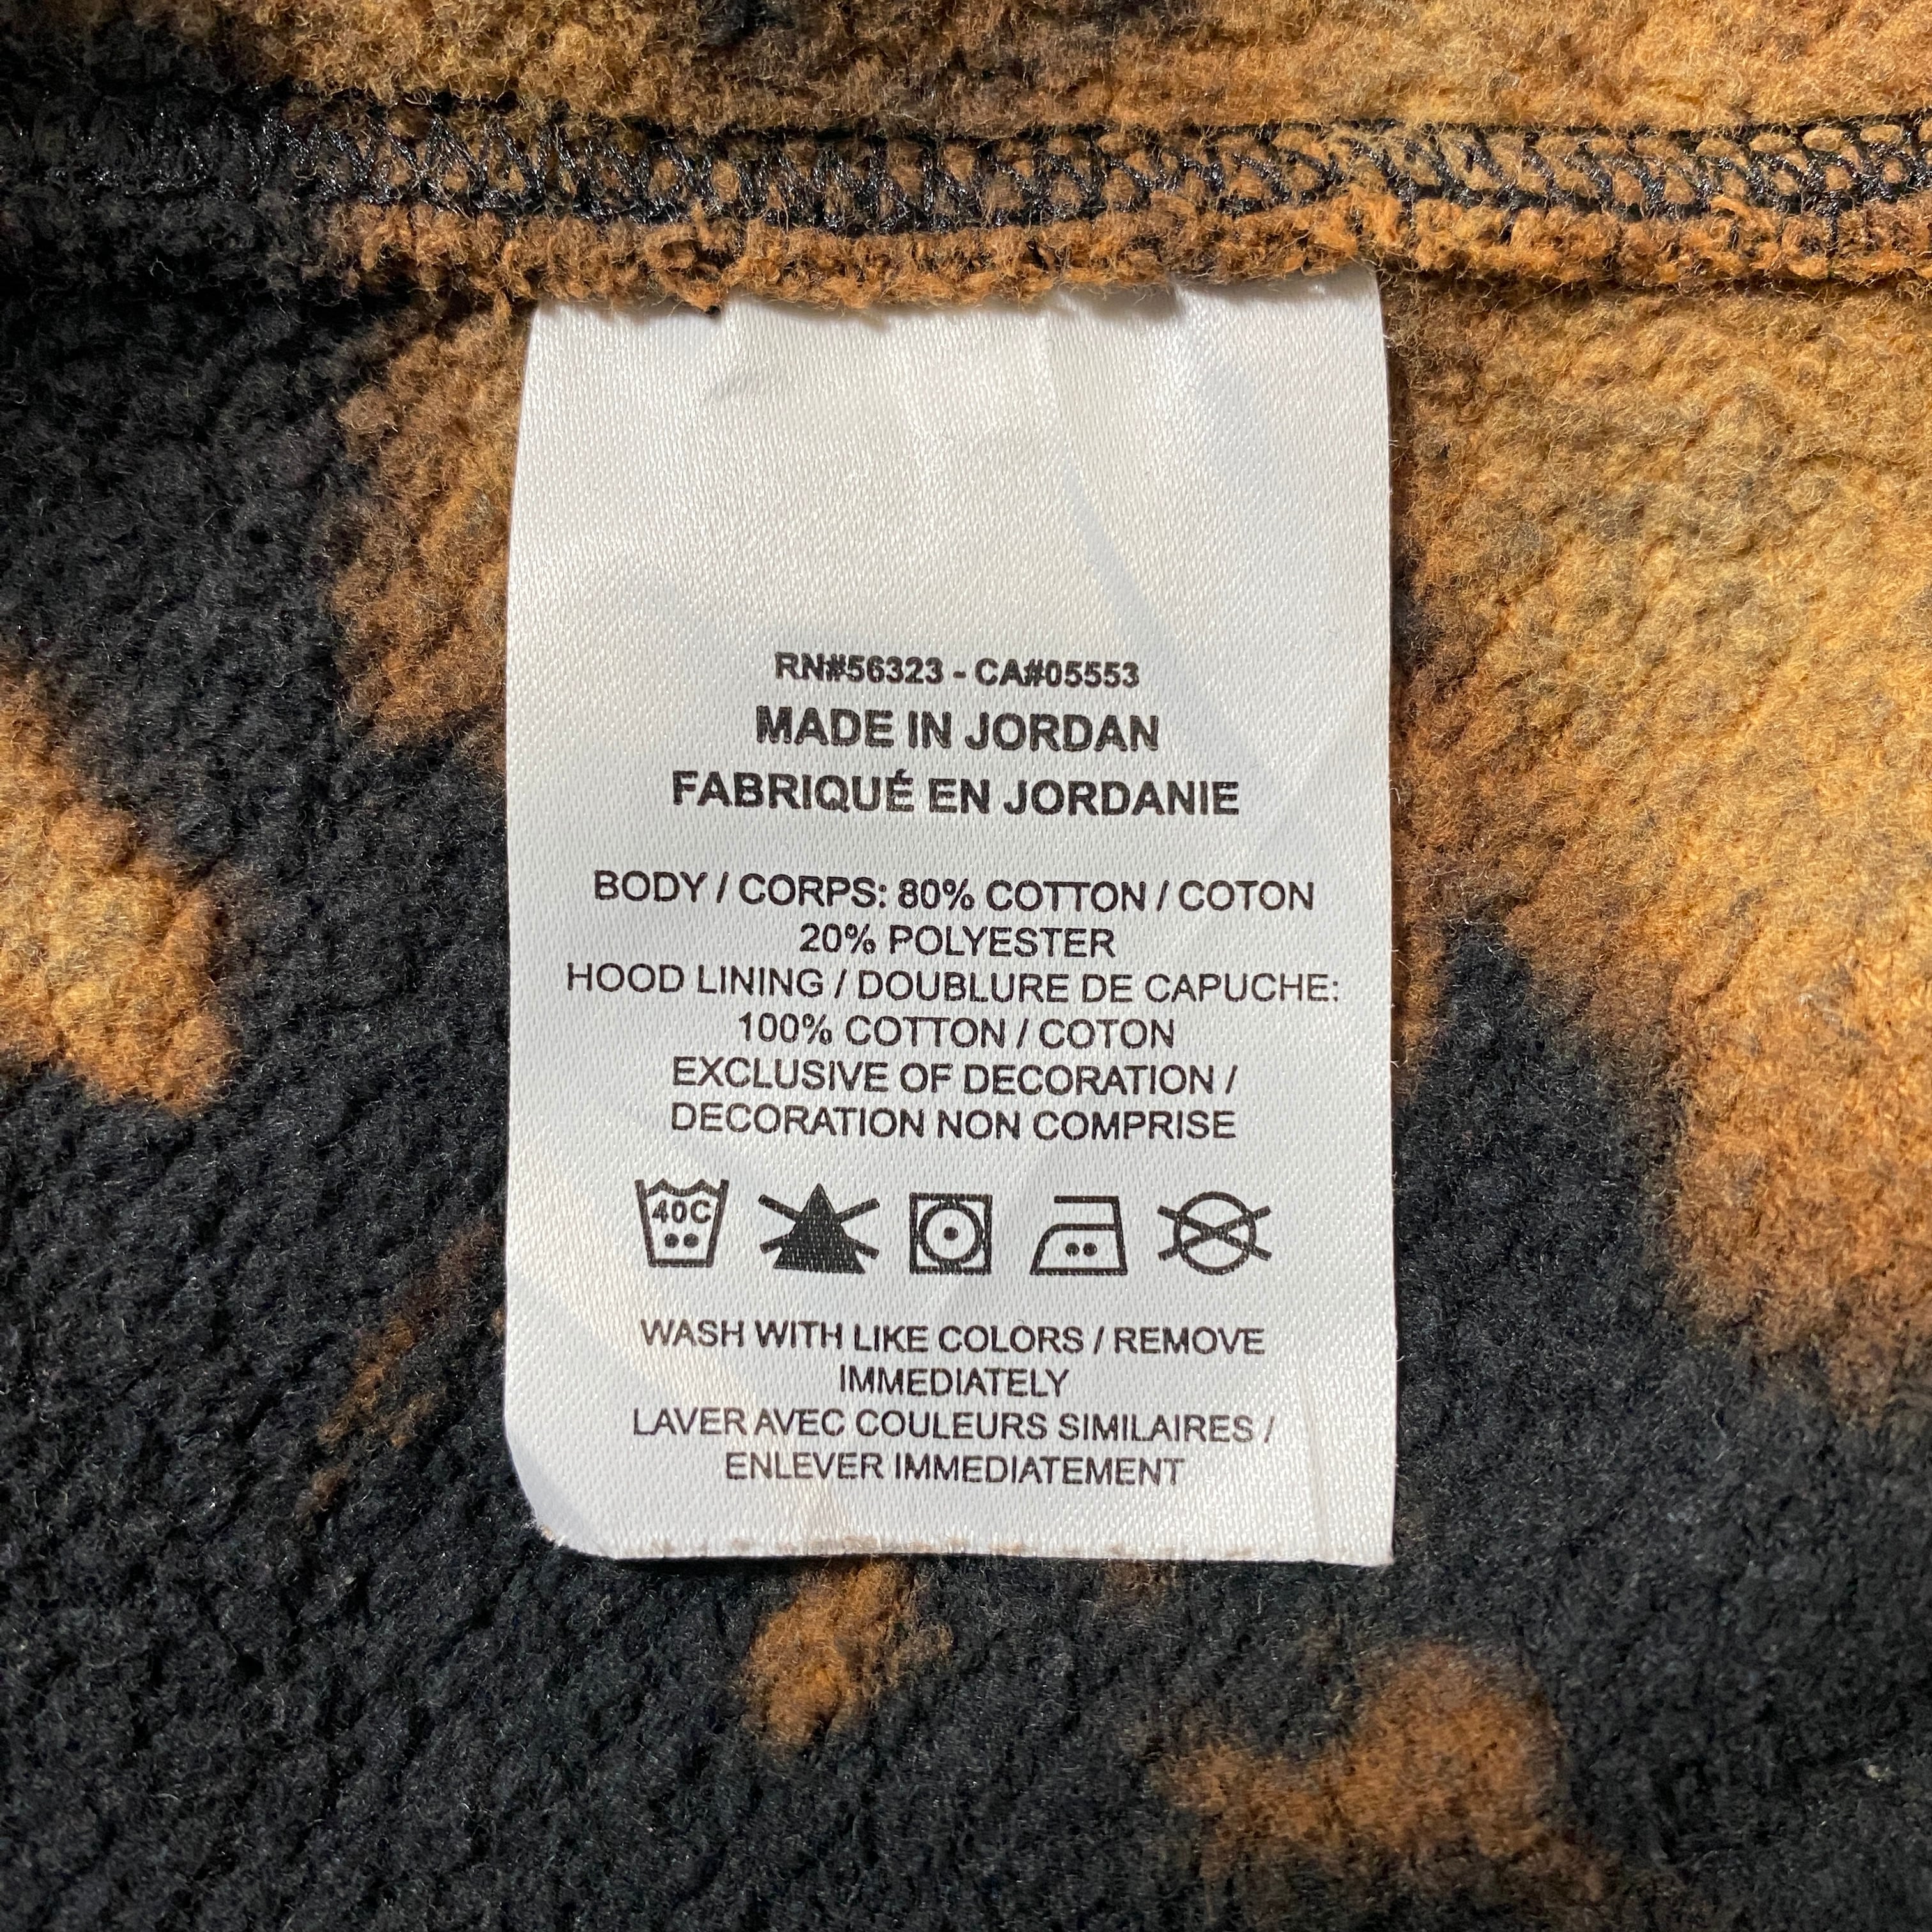 RN#56323 - CA#05553
MADE IN JORDAN
FABRIQUÉ EN JORDANIE
BODY / CORPS: 80% COTTON / COTON
20% POLYESTER
HOOD LINING / DOUBLURE DE CAPUCHE:
100% COTTON / COTON
EXCLUSIVE OF DECORATION /
DECORATION NON COMPRISE
40C
WASH WITH LIKE COLORS / REMOVE
IMMEDIATELY
LAVER AVEC COULEURS SIMILAIRES /
ENLEVER IMMEDIATEMENT